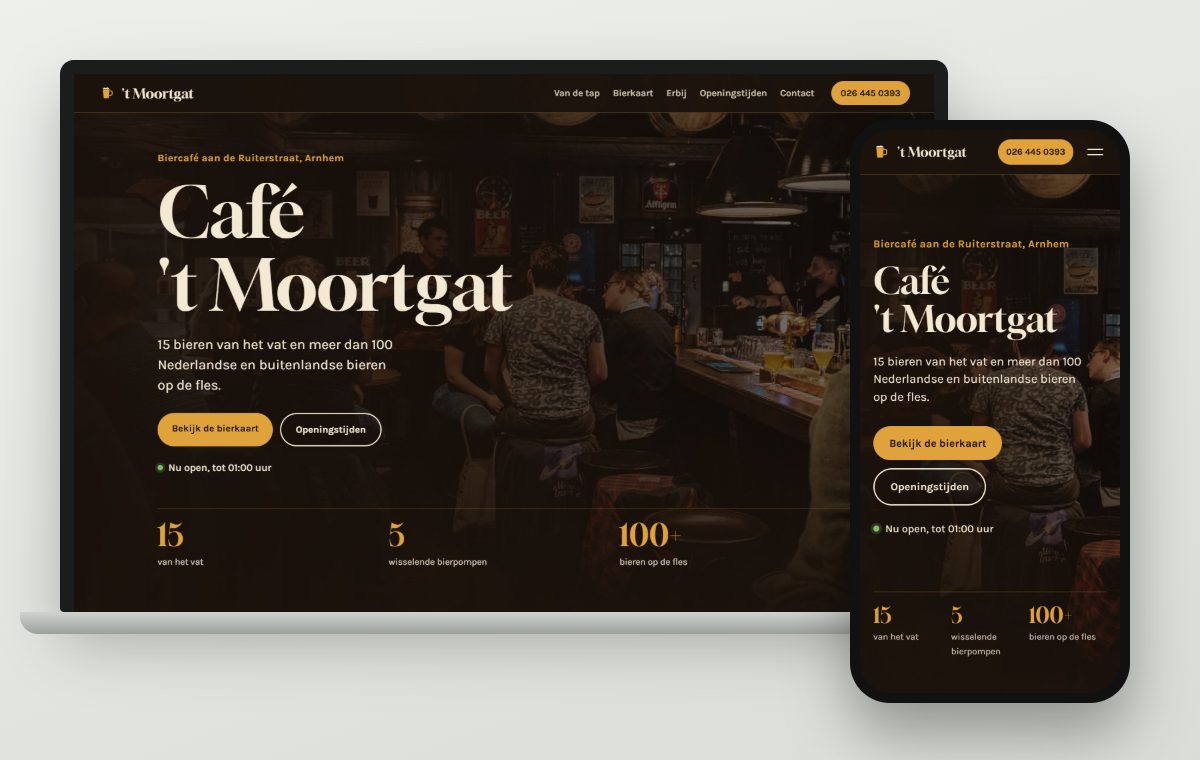 't Moortgat
Van de tap Bierkaart Erbij Openingstijden Contact 026 445 0393
Biercafé aan de Ruiterstraat, Arnhem
Café
't Moortgat
15 bieren van het vat en meer dan 100
Nederlandse en buitenlandse bieren
op de fles.
Bekijk de bierkaart Openingstijden
Nu open, tot 01:00 uur
15 5 100+
van het vat wisselende bierpompen bieren op de fles
BEER
BEER
Affligem
't Moortgat 026 445 0393
Biercafé aan de Ruiterstraat, Arnhem
Café
't Moortgat
15 bieren van het vat en meer dan 100
Nederlandse en buitenlandse bieren
op de fles.
Bekijk de bierkaart
Openingstijden
Nu open, tot 01:00 uur
15 5 100+
van het vat wisselende bieren op de fles
bierpompen
BEER